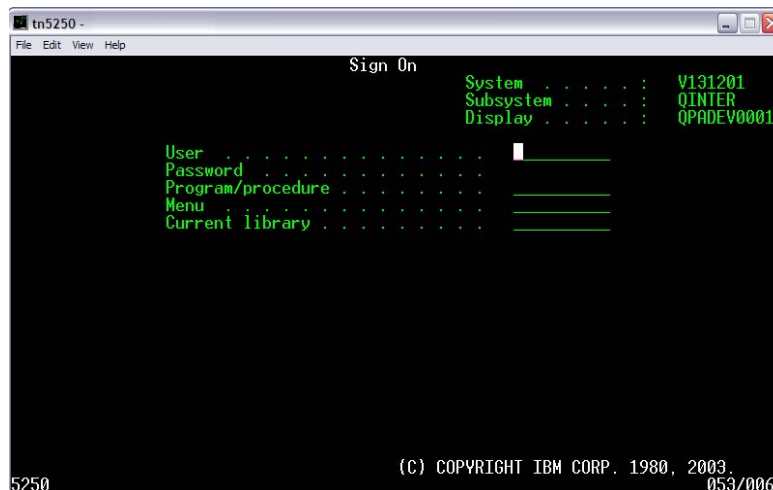 tn5250 -
File Edit View Help
Sign On
System . . . . . : V131201
Subsystem . . . . : QINTER
Display . . . . . : QPADEV0001
User . . . . . . . . . . . . . .
Password . . . . . . . . . . . .
Program/procedure . . . . . . . .
Menu . . . . . . . . . . . . . .
Current library . . . . . . . . .
(C) COPYRIGHT IBM CORP. 1980, 2003.
5250 053/006